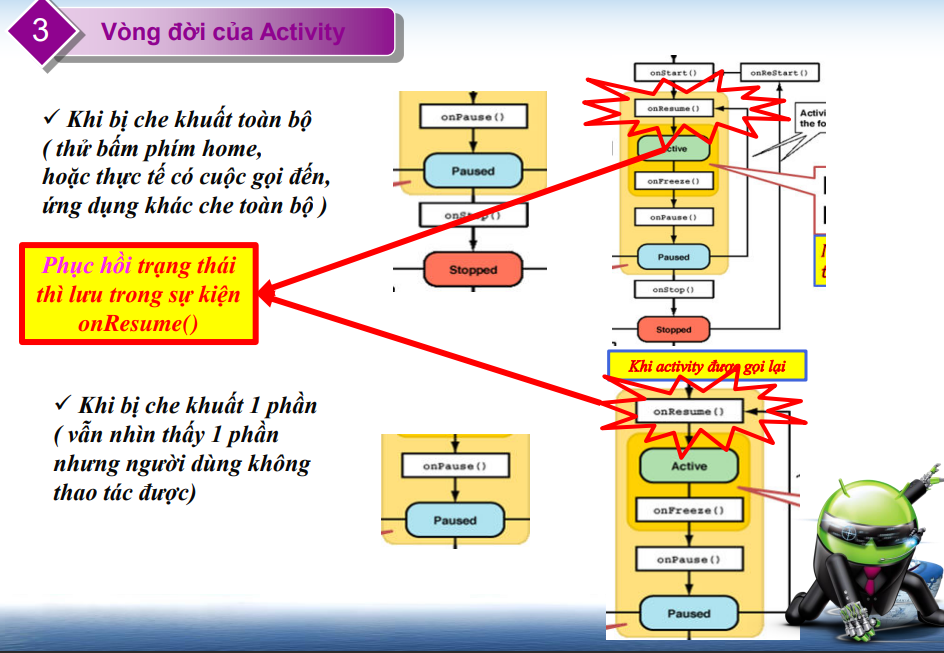 3
Vòng đời của Activity
✓ Khi bị che khuất toàn bộ
( thử bấm phím home,
hoặc thực tế có cuộc gọi đến,
ứng dụng khác che toàn bộ )
onPause()
Paused
onStop()
Stopped
onStart()
onReStart()
onResume()
Active
onFreeze()
onPause()
Paused
onStop()
Stopped
Activi
the fo
Phục hồi trạng thái
thì lưu trong sự kiện
onResume()
Khi activity được gọi lại
✓ Khi bị che khuất 1 phần
( vẫn nhìn thấy 1 phần
nhưng người dùng không
thao tác được)
onPause()
Paused
onResume()
Active
onFreeze()
onPause()
Paused